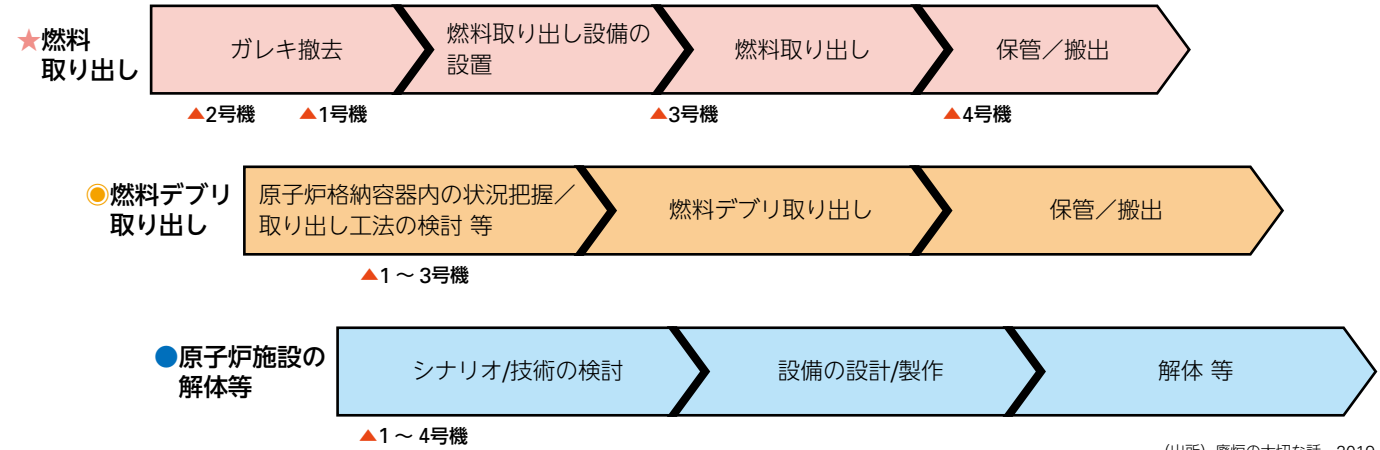 ★燃料
取り出し
ガレキ撤去
燃料取り出し設備の
設置
燃料取り出し
保管／搬出
▲2号機
▲1号機
▲3号機
▲4号機
燃料デブリ
取り出し
原子炉格納容器内の状況把握／
取り出し工法の検討 等
燃料デブリ取り出し
保管／搬出
▲1 ～ 3号機
●原子炉施設の
解体等
シナリオ/技術の検討
設備の設計/製作
解体 等
▲1 ～ 4号機